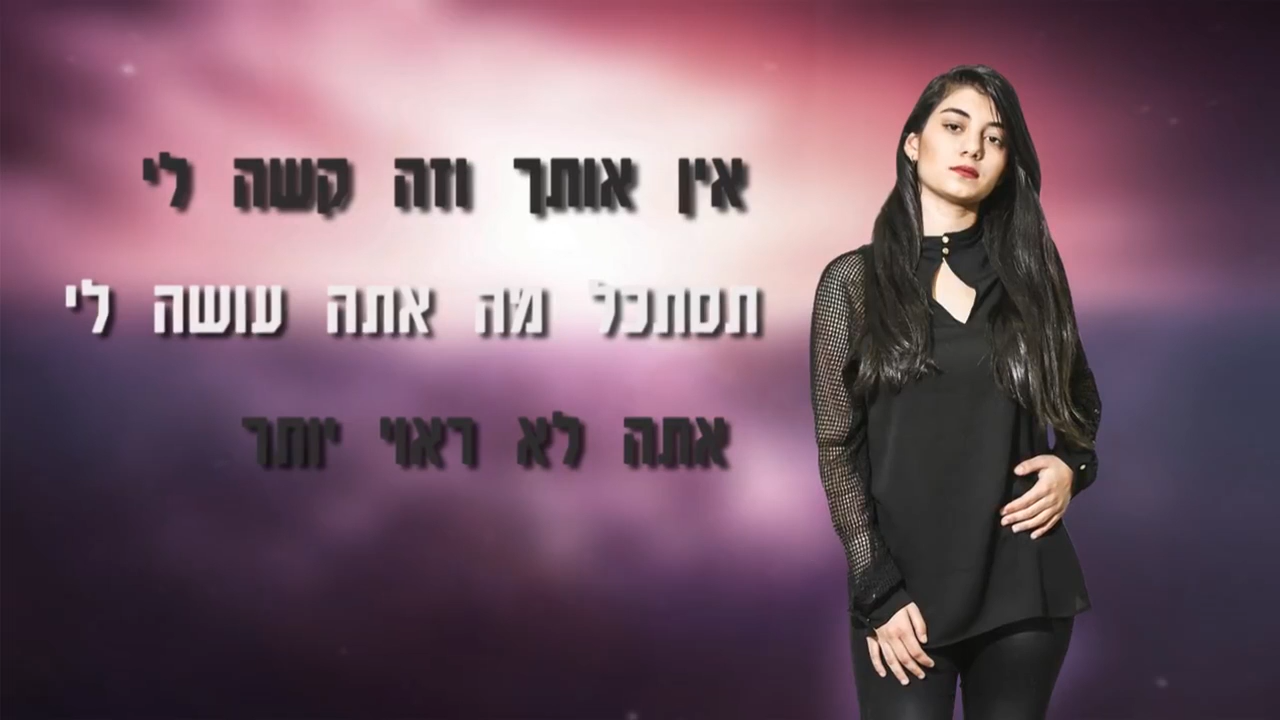 אין אותך וזה קשה לי
תסתכל מה אתה עושה לי
אתה לא ראוי יותר